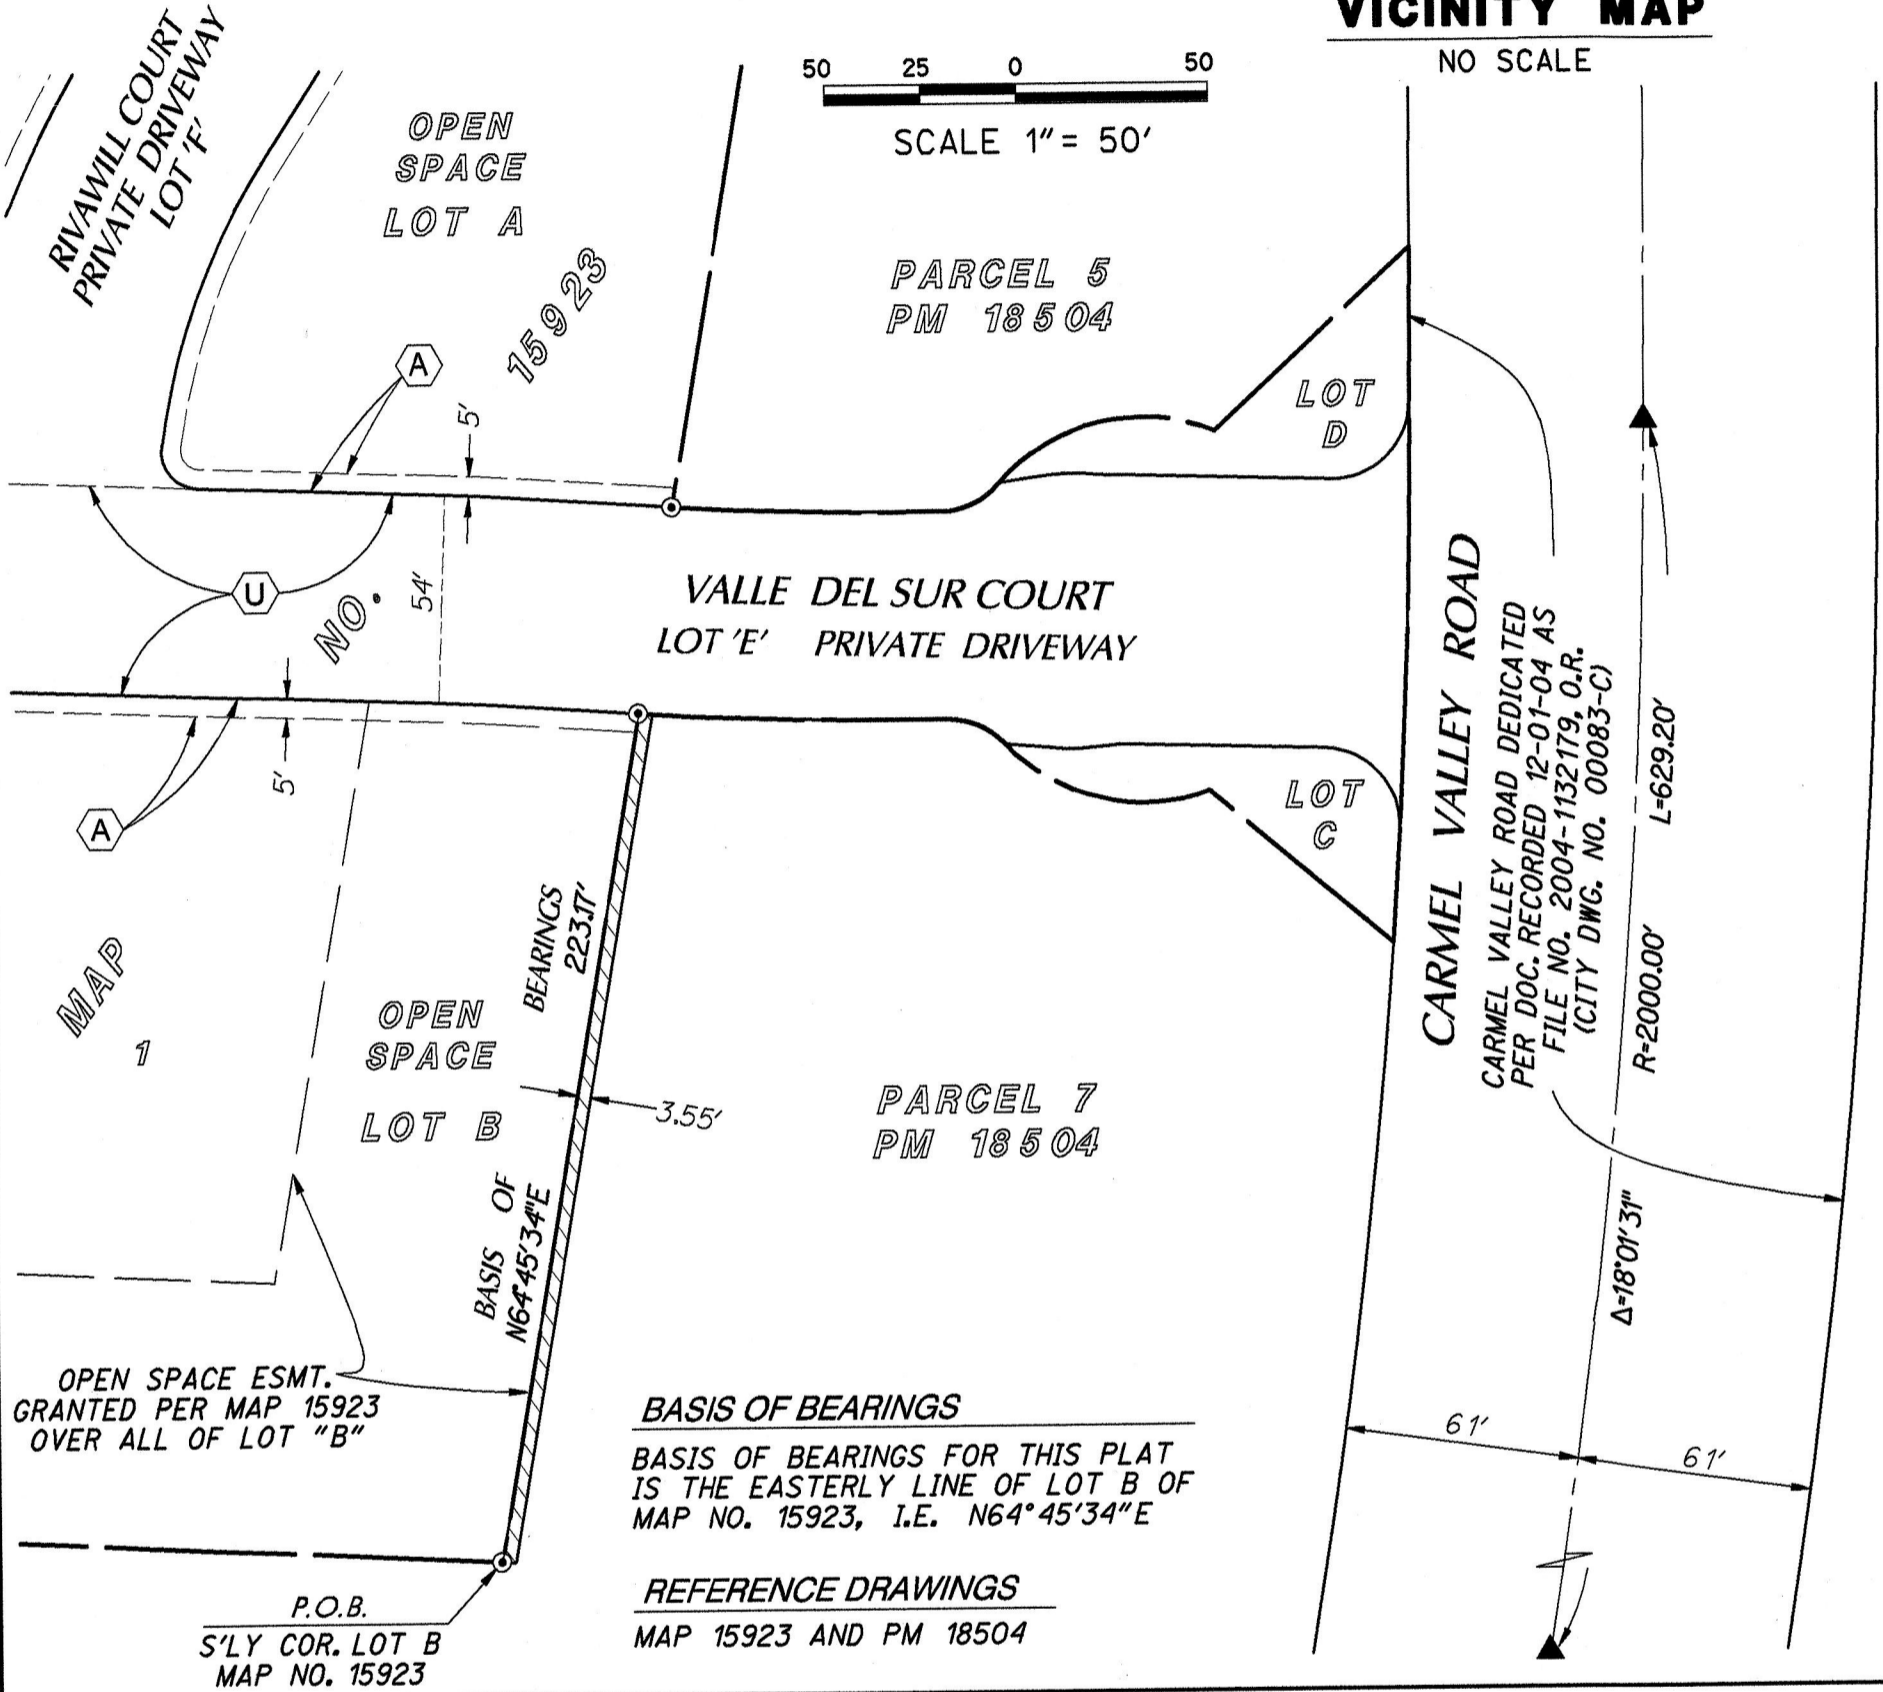 VICINITY MAP
NO SCALE
50 25 0 50
SCALE 1"= 50'
RIVAWILL COURT
PRIVATE DRIVEWAY
LOT 'F'
OPEN
SPACE
LOT A
15923
PARCEL 5
PM 18504
LOT
D
A
5'
U
NO.
54'
VALLE DEL SUR COURT
LOT 'E' PRIVATE DRIVEWAY
5'
A
LOT
C
CARMEL VALLEY ROAD
CARMEL VALLEY ROAD DEDICATED
PER DOC. RECORDED 12-01-04 AS
FILE NO. 2004-1132179, O.R.
(CITY DWG. NO. 00083-C)
L=629.20'
R=2000.00'
Δ=18°01'31"
MAP
1
OPEN
SPACE
LOT B
BASIS OF BEARINGS
N64°45'34"E 223.17'
3.55'
PARCEL 7
PM 18504
OPEN SPACE ESMT.
GRANTED PER MAP 15923
OVER ALL OF LOT "B"
BASIS OF BEARINGS
BASIS OF BEARINGS FOR THIS PLAT
IS THE EASTERLY LINE OF LOT B OF
MAP NO. 15923, I.E. N64°45'34"E
61'
61'
REFERENCE DRAWINGS
MAP 15923 AND PM 18504
P.O.B.
S'LY COR. LOT B
MAP NO. 15923